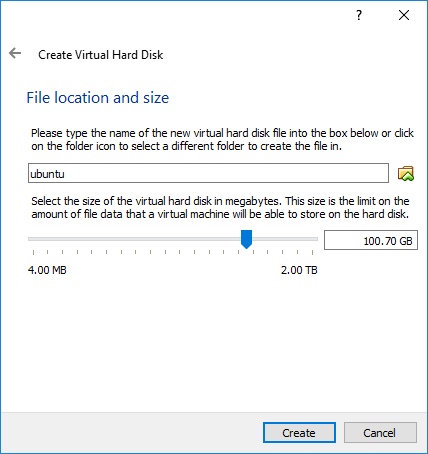 ?
Create Virtual Hard Disk
File location and size
Please type the name of the new virtual hard disk file into the box below or click
on the folder icon to select a different folder to create the file in.
ubuntu
Select the size of the virtual hard disk in megabytes. This size is the limit on the
amount of file data that a virtual machine will be able to store on the hard disk.
100.70 GB
4.00 MB 2.00 TB
Create Cancel